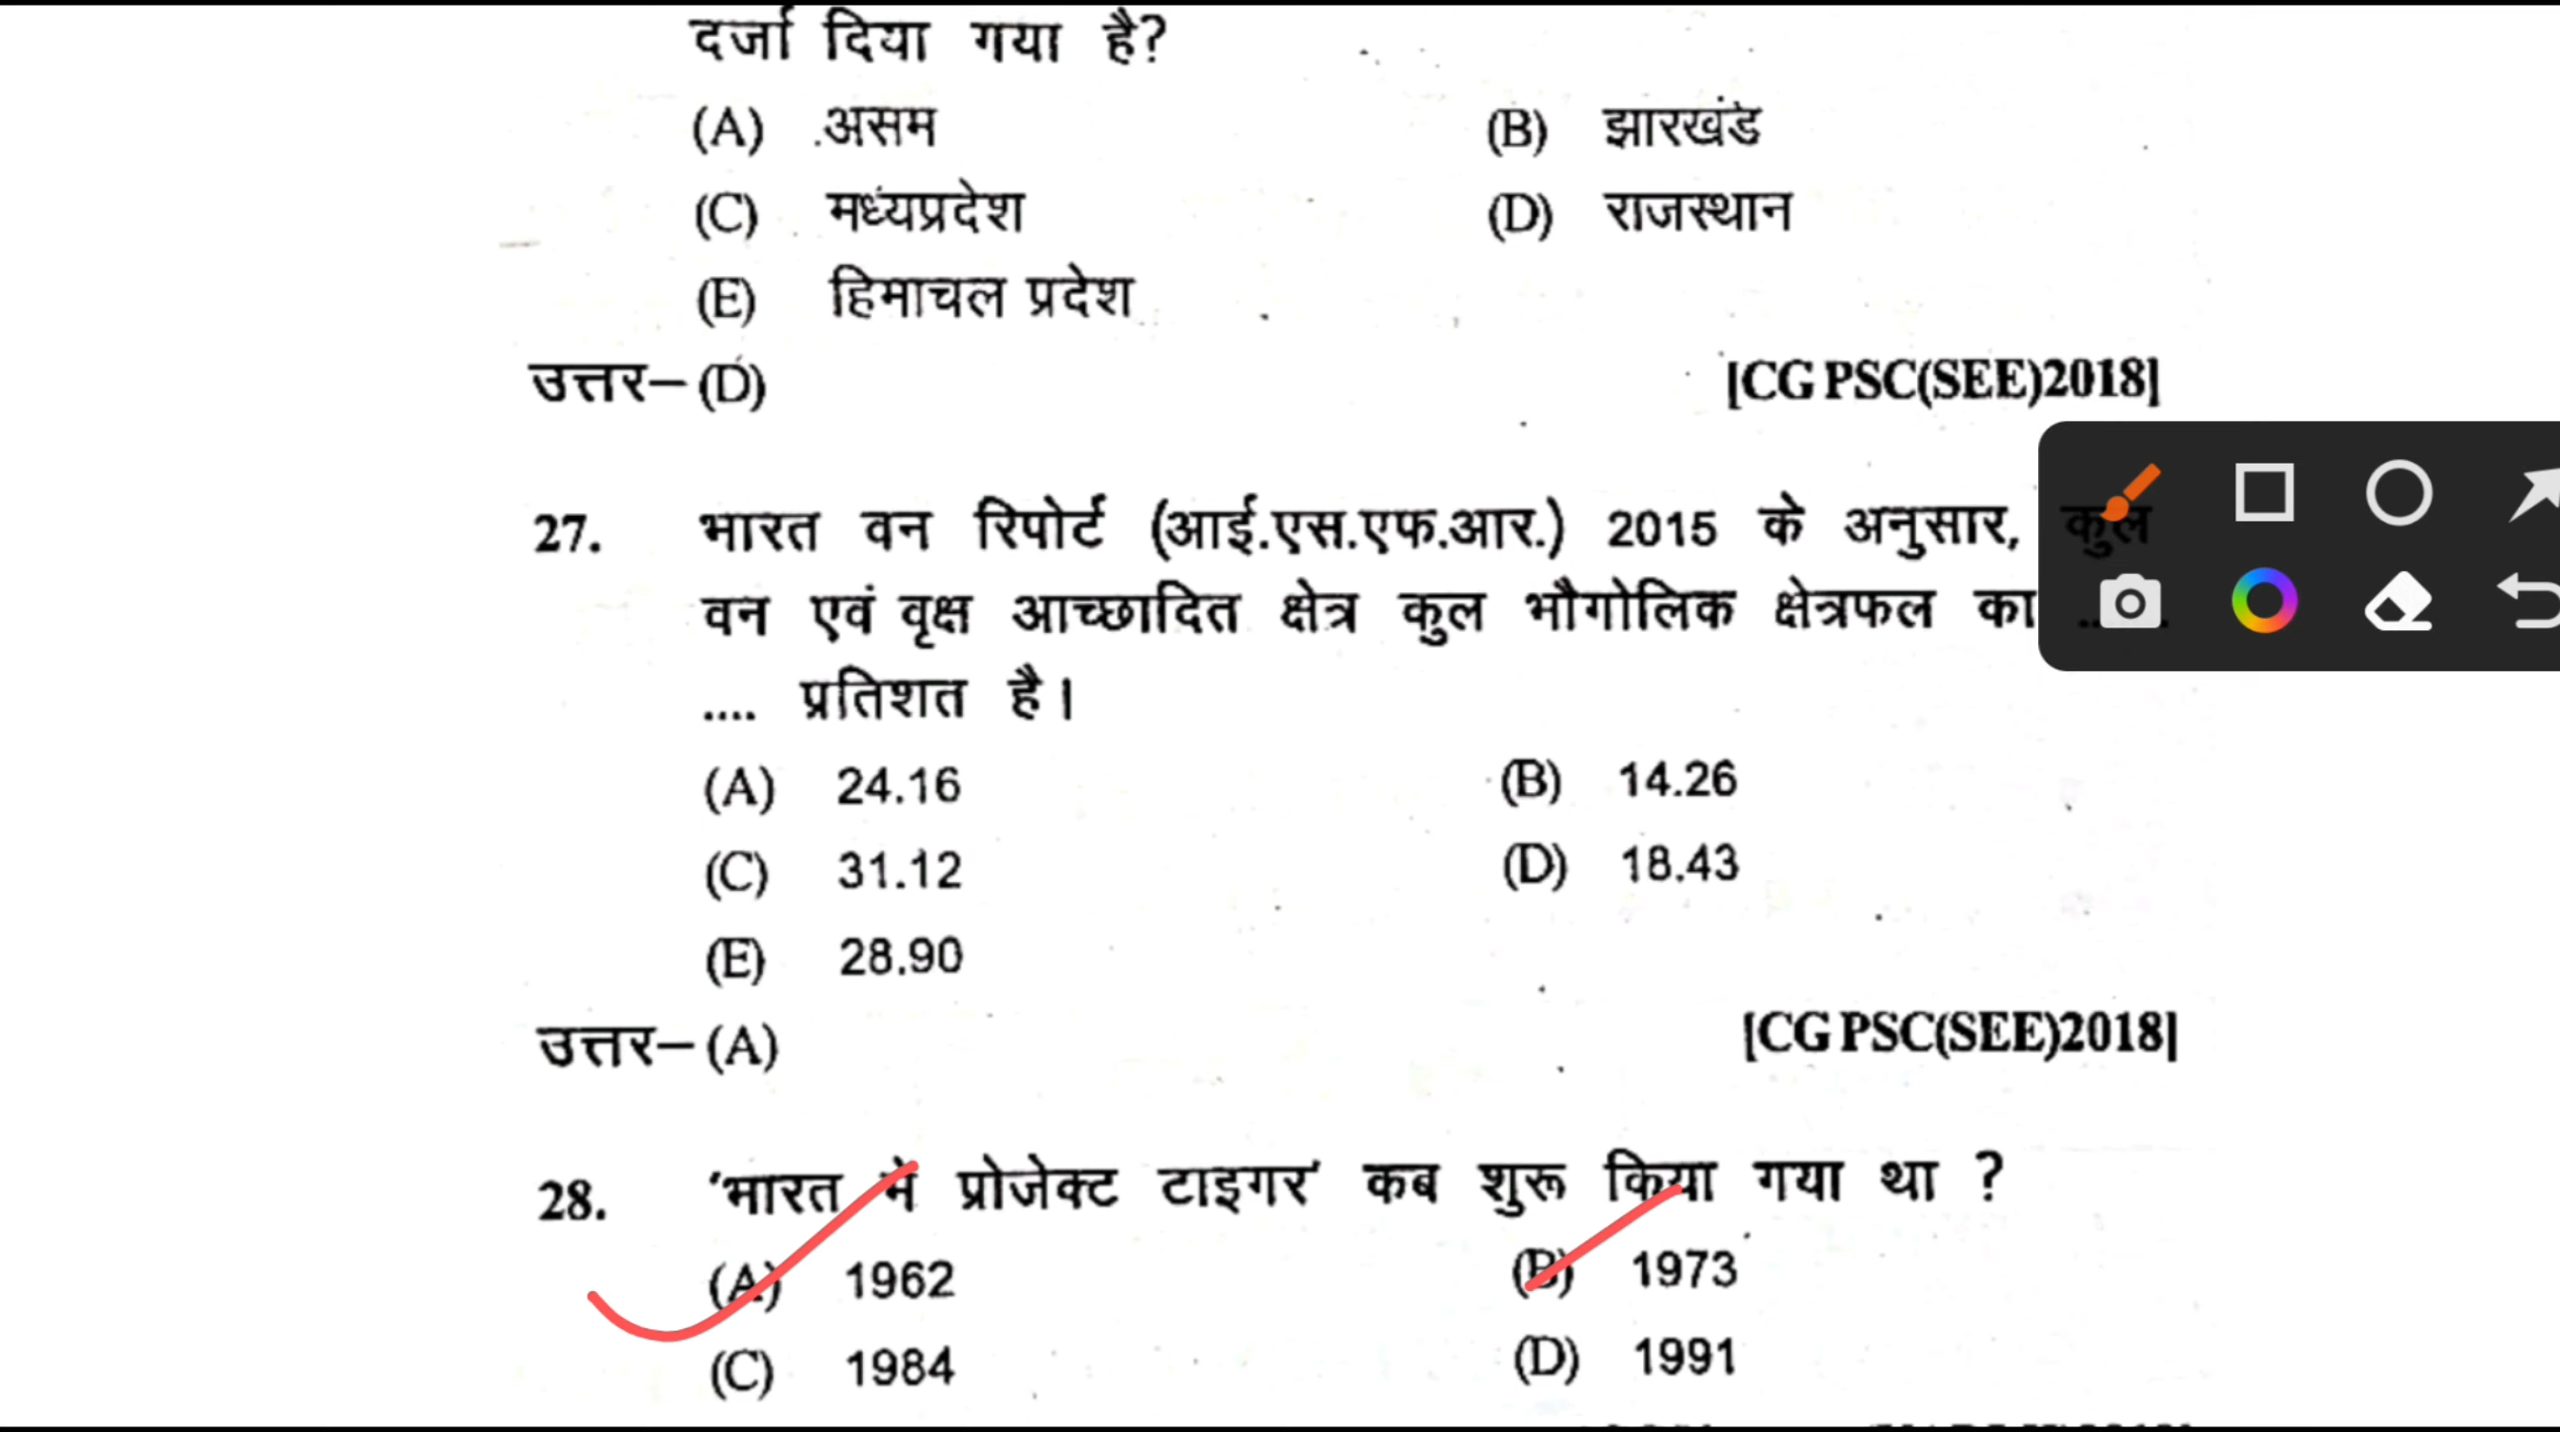 दर्जा दिया गया है?
(A) असम (B) झारखंड
(C) मध्यप्रदेश (D) राजस्थान
(E) हिमाचल प्रदेश
उत्तर– (D) [CG PSC(SEE)2018]
27. भारत वन रिपोर्ट (आई.एस.एफ.आर.) 2015 के अनुसार, कुल
वन एवं वृक्ष आच्छादित क्षेत्र कुल भौगोलिक क्षेत्रफल का
.... प्रतिशत है।
(A) 24.16 (B) 14.26
(C) 31.12 (D) 18.43
(E) 28.90
उत्तर– (A) [CG PSC(SEE)2018]
28. 'भारत में प्रोजेक्ट टाइगर' कब शुरू किया गया था ?
(A) 1962 (B) 1973
(C) 1984 (D) 1991